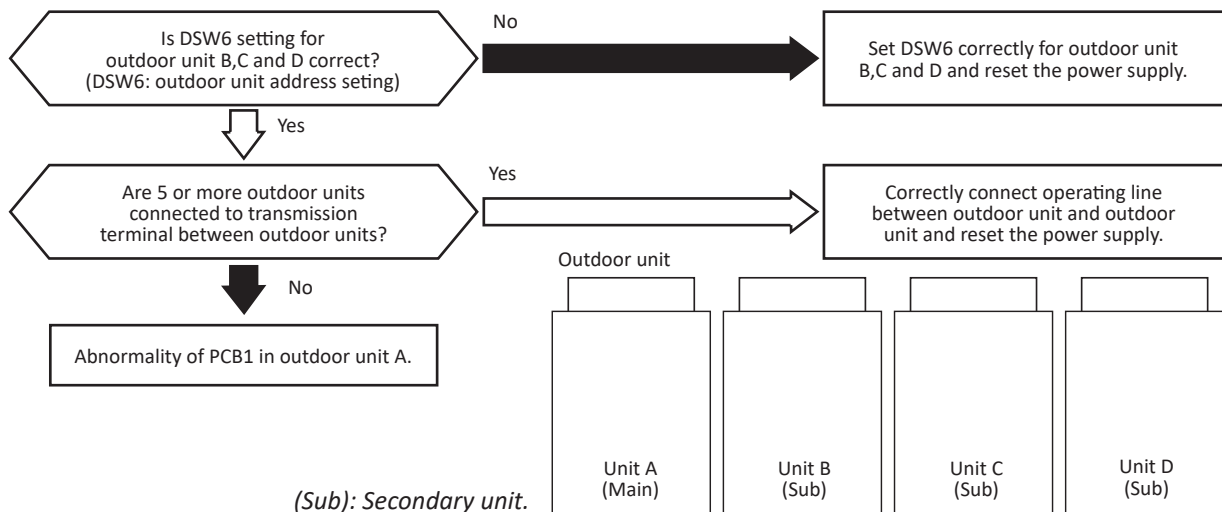 Is DSW6 setting for
outdoor unit B,C and D correct?
(DSW6: outdoor unit address seting)
No
Set DSW6 correctly for outdoor unit
B,C and D and reset the power supply.
Yes
Are 5 or more outdoor units
connected to transmission
terminal between outdoor units?
Yes
Correctly connect operating line
between outdoor unit and outdoor
unit and reset the power supply.
No
Abnormality of PCB1 in outdoor unit A.
Outdoor unit
Unit A
(Main)
Unit B
(Sub)
Unit C
(Sub)
Unit D
(Sub)
(Sub): Secondary unit.